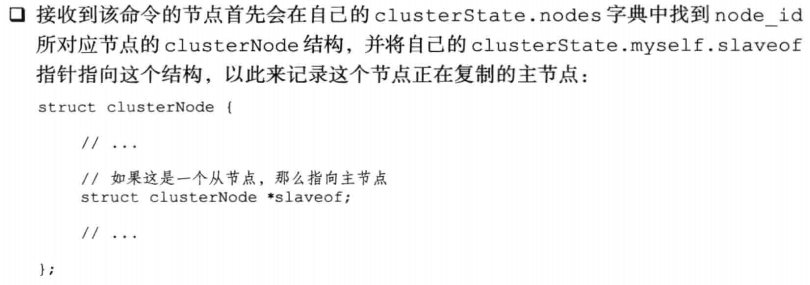 ❑ 接收到该命令的节点首先会在自己的 clusterState.nodes 字典中找到 node_id
所对应节点的 clusterNode 结构，并将自己的 clusterState.myself.slaveof
指针指向这个结构，以此来记录这个节点正在复制的主节点：
struct clusterNode {
// ...
// 如果这是一个从节点，那么指向主节点
struct clusterNode *slaveof;
// ...
};